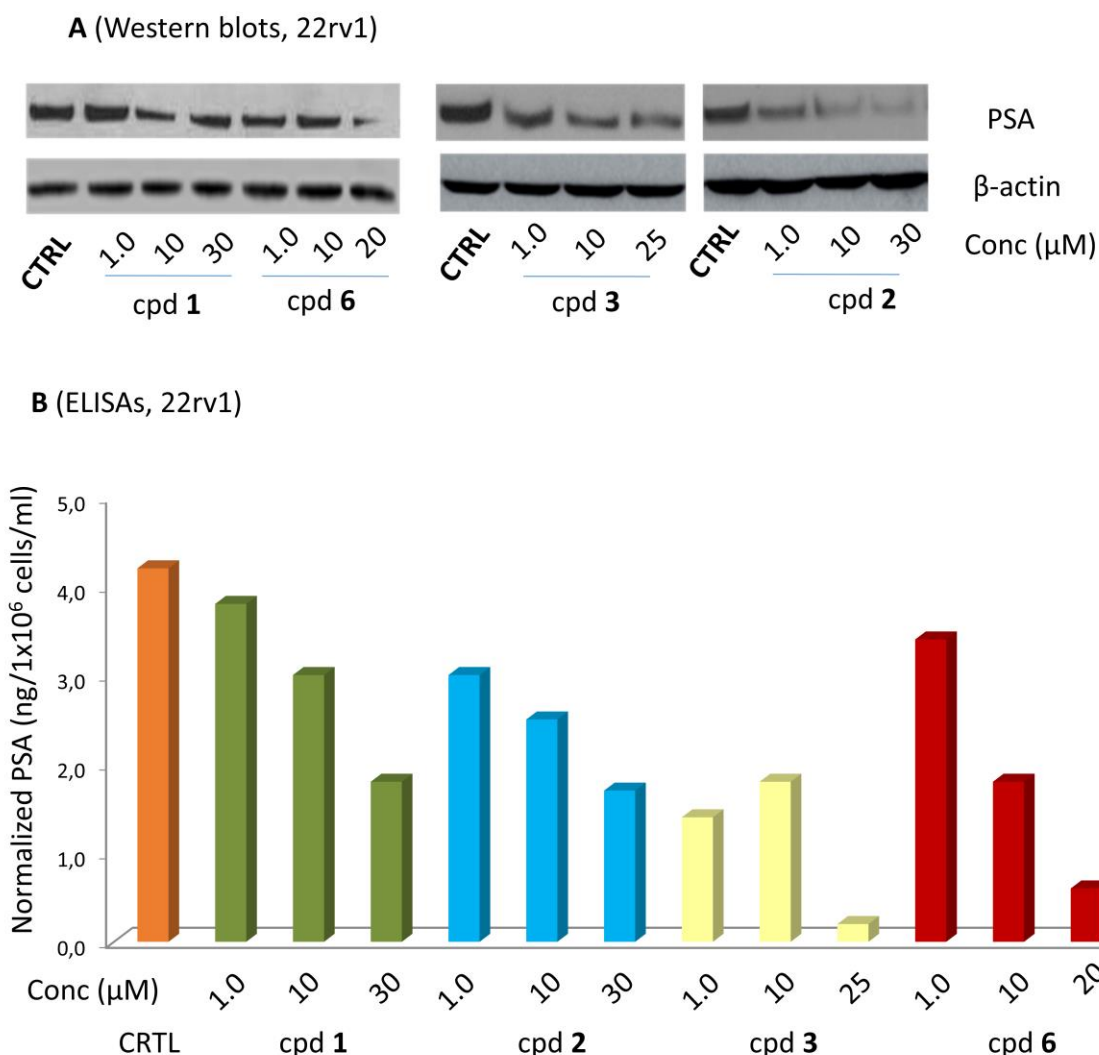 A (Western blots, 22rv1)
PSA
β-actin
CTRL 1.0 10 30 1.0 10 20 CTRL 1.0 10 25 CTRL 1.0 10 30 Conc (μM)
cpd 1 cpd 6 cpd 3 cpd 2
B (ELISAs, 22rv1)
Normalized PSA (ng/1x10⁶ cells/ml)
5,0
4,0
3,0
2,0
1,0
0,0
Conc (μM) 1.0 10 30 1.0 10 30 1.0 10 25 1.0 10 20
CRTL cpd 1 cpd 2 cpd 3 cpd 6